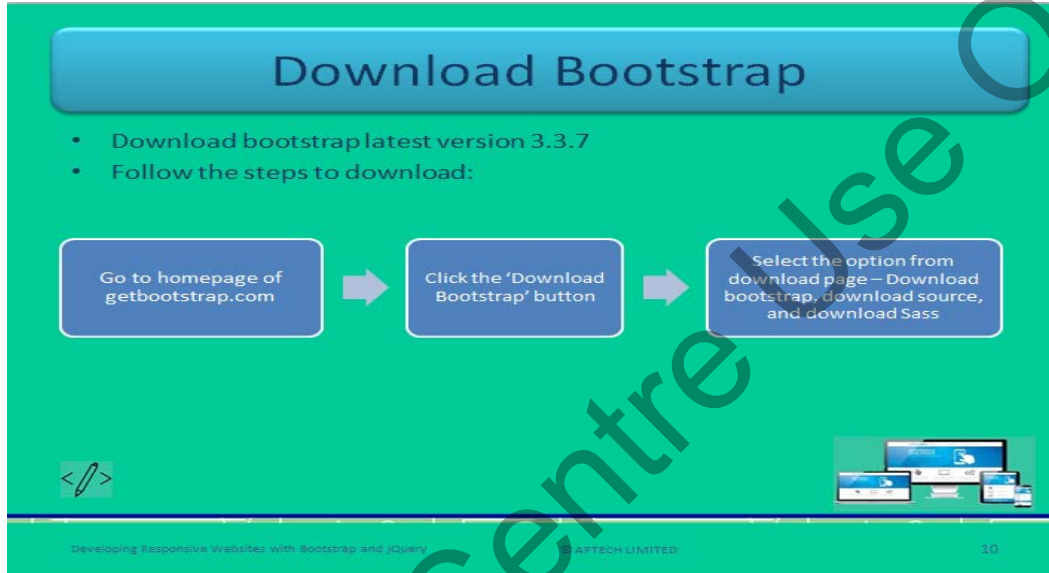 Download Bootstrap
• Download bootstrap latest version 3.3.7
• Follow the steps to download:
Go to homepage of
getbootstrap.com
Click the ‘Download
Bootstrap’ button
Select the option from
download page – Download
bootstrap, download source,
and download Sass
</>
Developing Responsive Websites with Bootstrap and jQuery
© APTECH LIMITED
10
Centre Use O